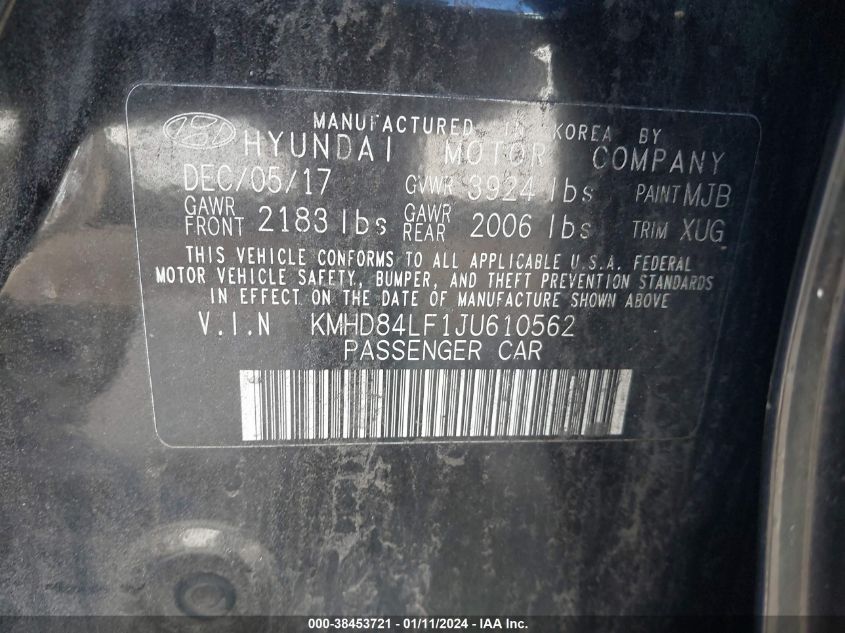 MANUFACTURED IN KOREA BY
HYUNDAI MOTOR COMPANY
DEC/05/17 GVWR 3924 lbs PAINT MJB
GAWR FRONT 2183 lbs GAWR REAR 2006 lbs TRIM XUG
THIS VEHICLE CONFORMS TO ALL APPLICABLE U.S.A. FEDERAL
MOTOR VEHICLE SAFETY, BUMPER, AND THEFT PREVENTION STANDARDS
IN EFFECT ON THE DATE OF MANUFACTURE SHOWN ABOVE
V.I.N KMHD84LF1JU610562
PASSENGER CAR
000-38453721 - 01/11/2024 - IAA Inc.